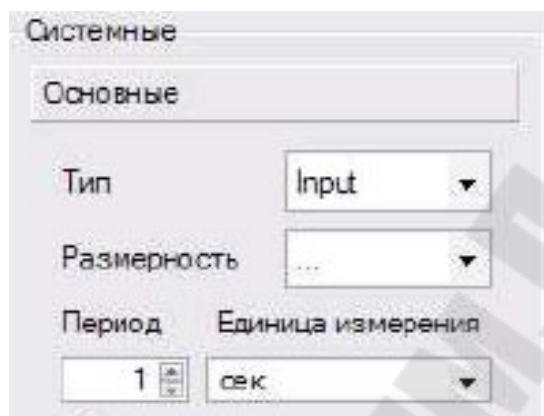 Системные
Основные
Тип Input
Размерность ...
Период Единица измерения
1 сек